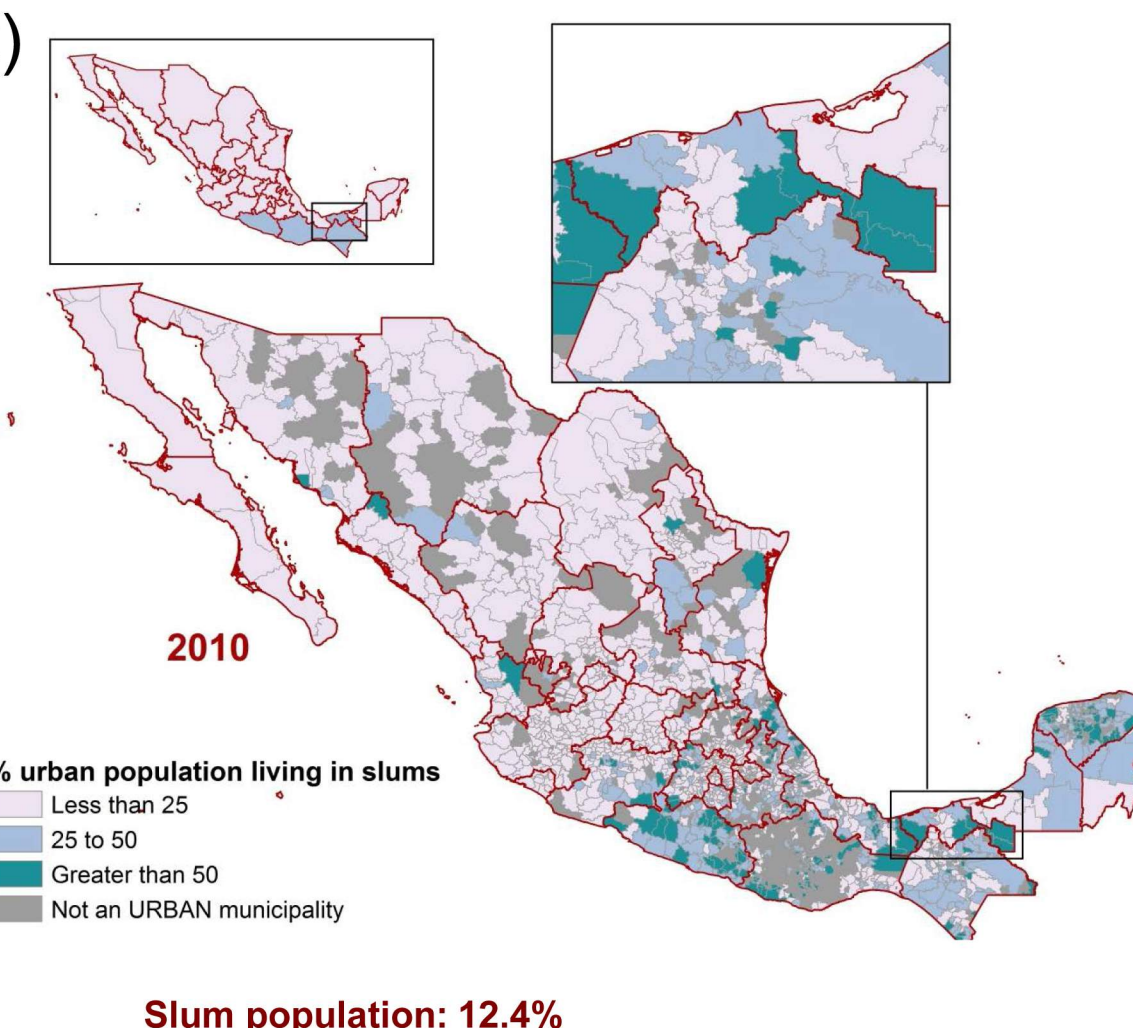 )
2010
% urban population living in slums
Less than 25
25 to 50
Greater than 50
Not an URBAN municipality
Slum population: 12.4%